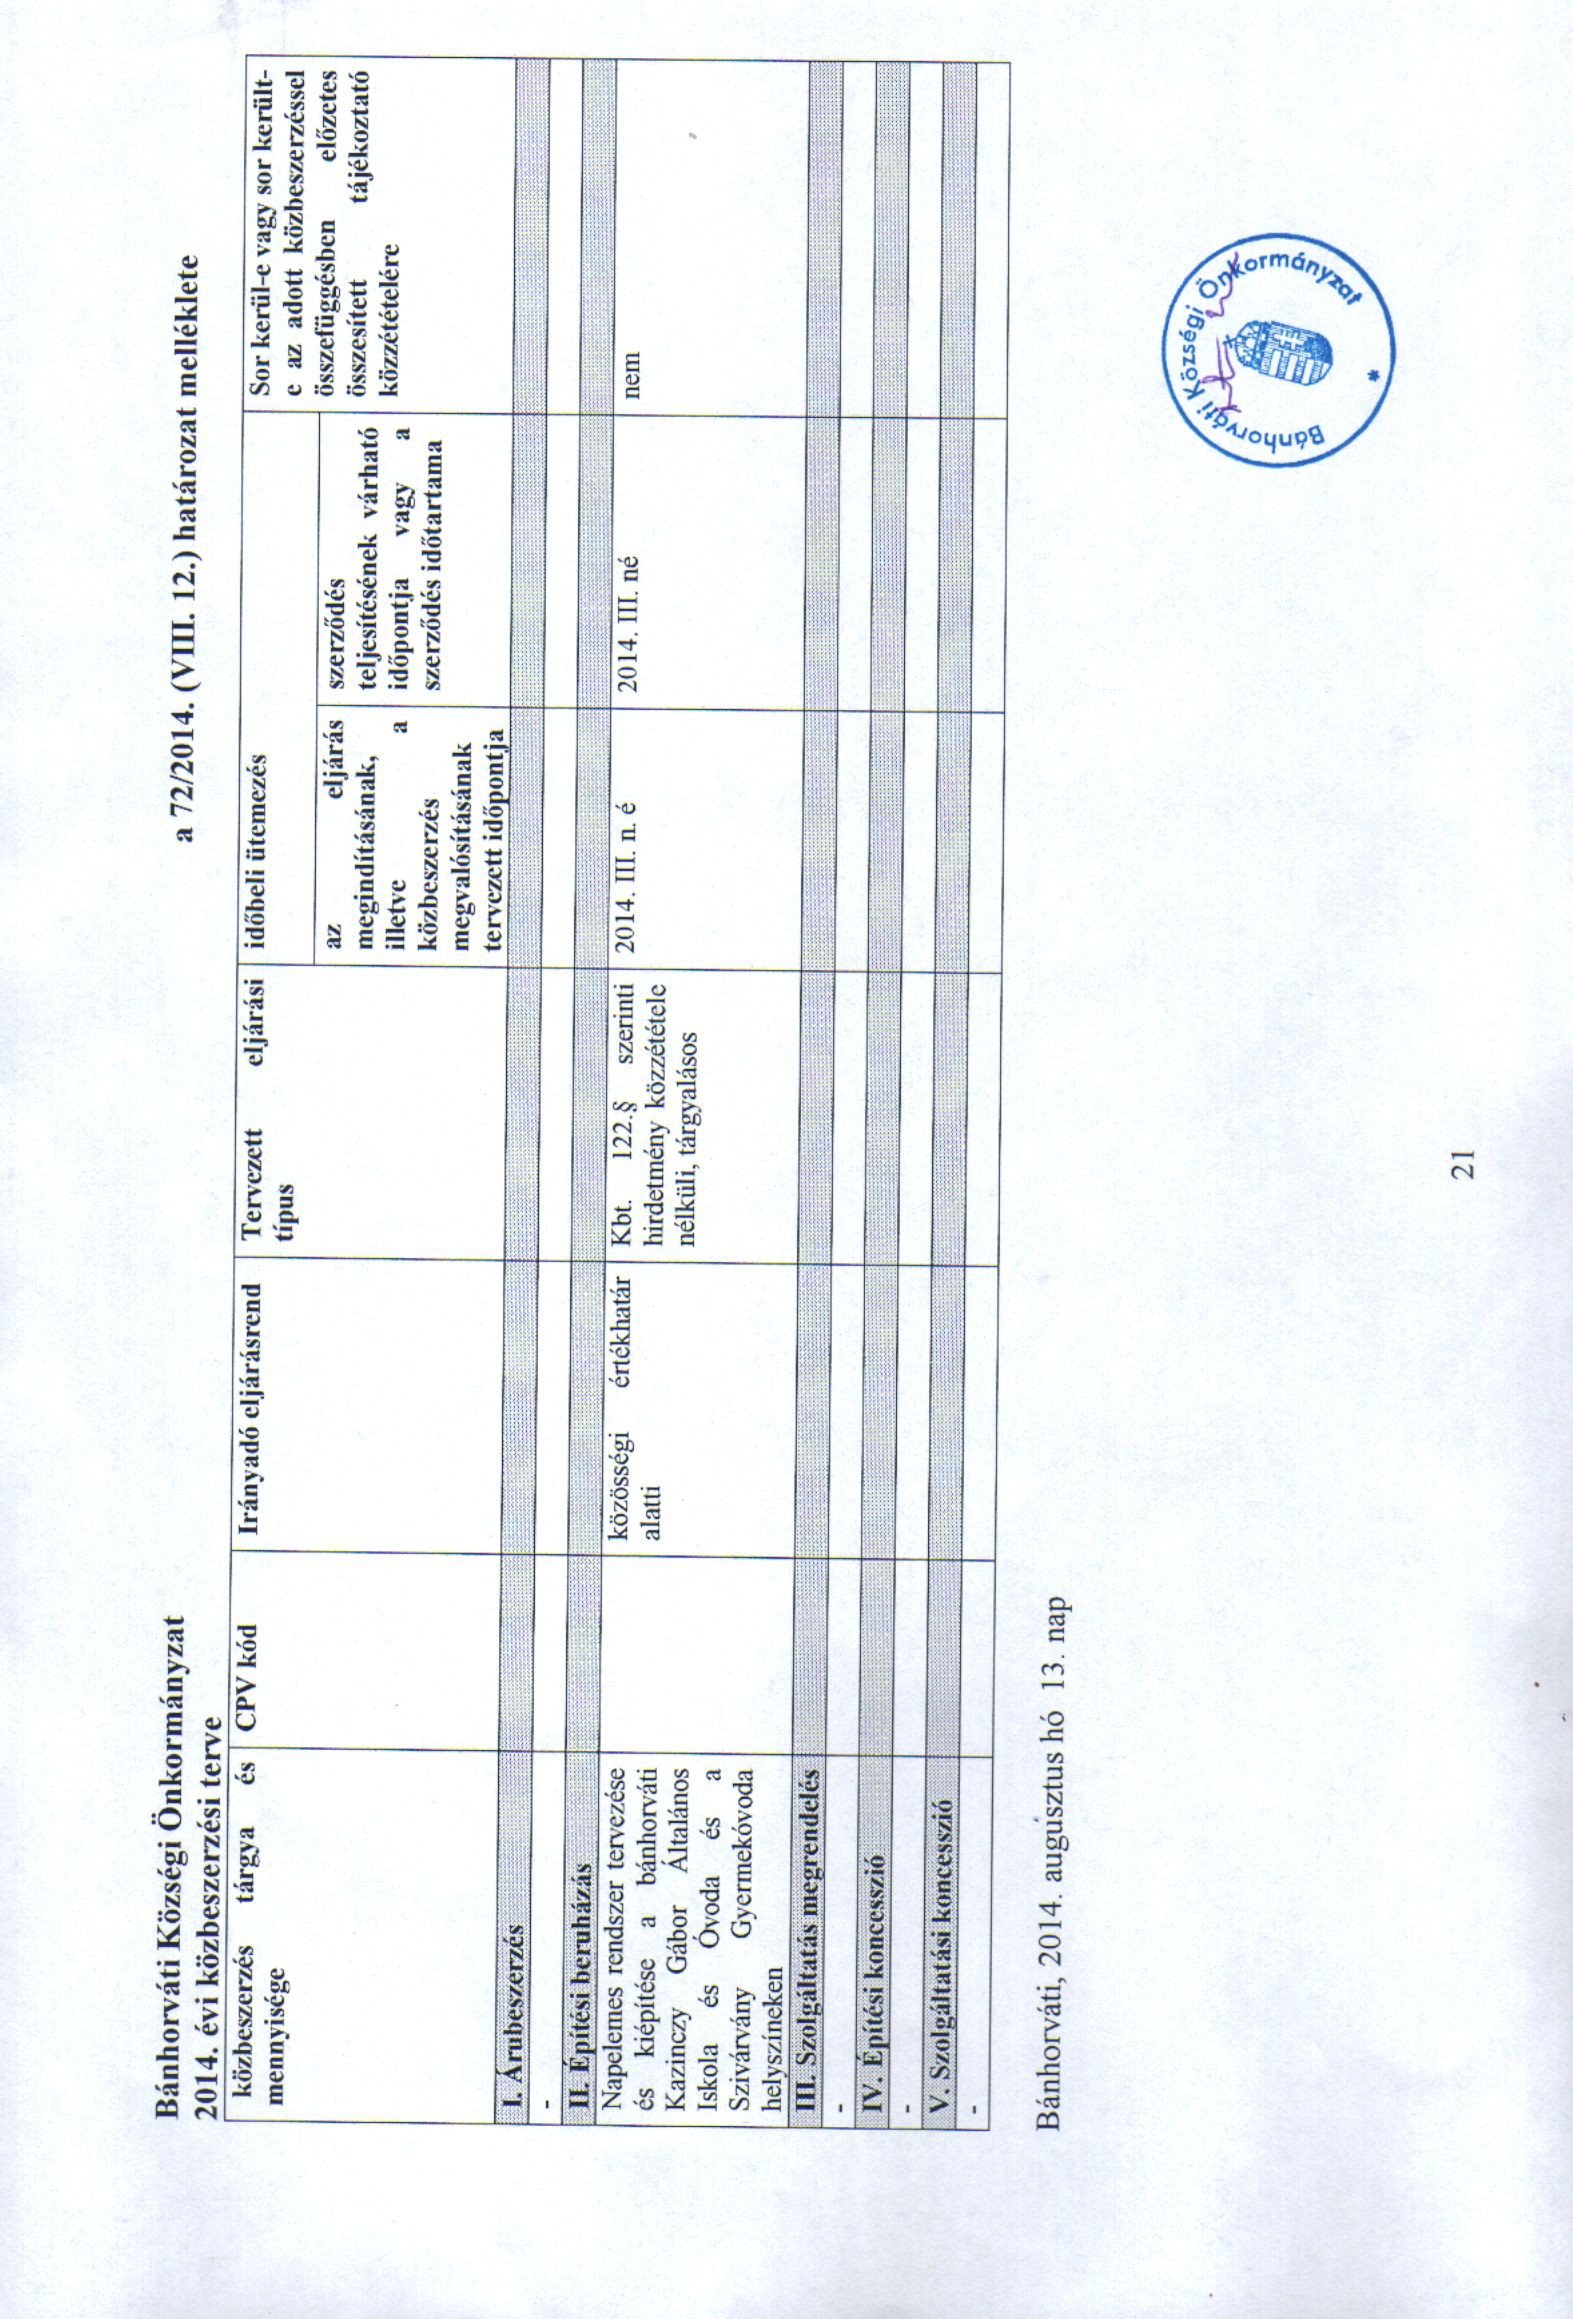 Bánhorváti Községi Önkormányzat
2014. évi közbeszerzési terve
a 72/2014. (VIII. 12.) határozat melléklete
közbeszerzés tárgya és
mennyisége
CPV kód
Irányadó eljárásrend
Tervezett eljárási
típus
időbeli ütemezés
az eljárás
megindításának,
illetve a
közbeszerzés
megvalósításának
tervezett időpontja
szerződés
teljesítésének várható
időpontja vagy a
szerződés időtartama
Sor kerül-e vagy sor került-
e az adott közbeszerzéssel
összefüggésben előzetes
összesített tájékoztató
közzétételére
I. Árubeszerzés
-
II. Építési beruházás
Napelemes rendszer tervezése
és kiépítése a bánhorváti
Kazinczy Gábor Általános
Iskola és Óvoda és a
Szivárvány Gyermekóvoda
helyszíneken
közösségi értékhatár
alatti
Kbt. 122.§ szerinti
hirdetmény közzététele
nélküli, tárgyalásos
2014. III. n. é
2014. III. né
nem
III. Szolgáltatás megrendelés
-
IV. Építési koncesszió
-
V. Szolgáltatási koncesszió
-
Bánhorváti, 2014. augusztus hó 13. nap
Bánhorváti Községi Önkormányzat *
21